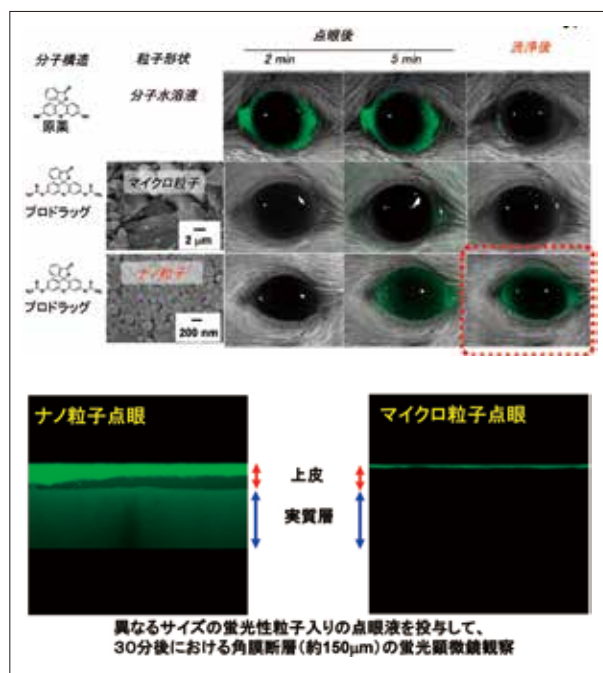 点眼後
分子構造 粒子形状 2 min 5 min 洗浄後
分子水溶液
原薬
マイクロ粒子
プロドラッグ
2 μm
ナノ粒子
プロドラッグ
200 nm
ナノ粒子点眼
マイクロ粒子点眼
上皮
実質層
異なるサイズの蛍光性粒子入りの点眼液を投与して、
30分後における角膜断層(約150μm)の蛍光顕微鏡観察